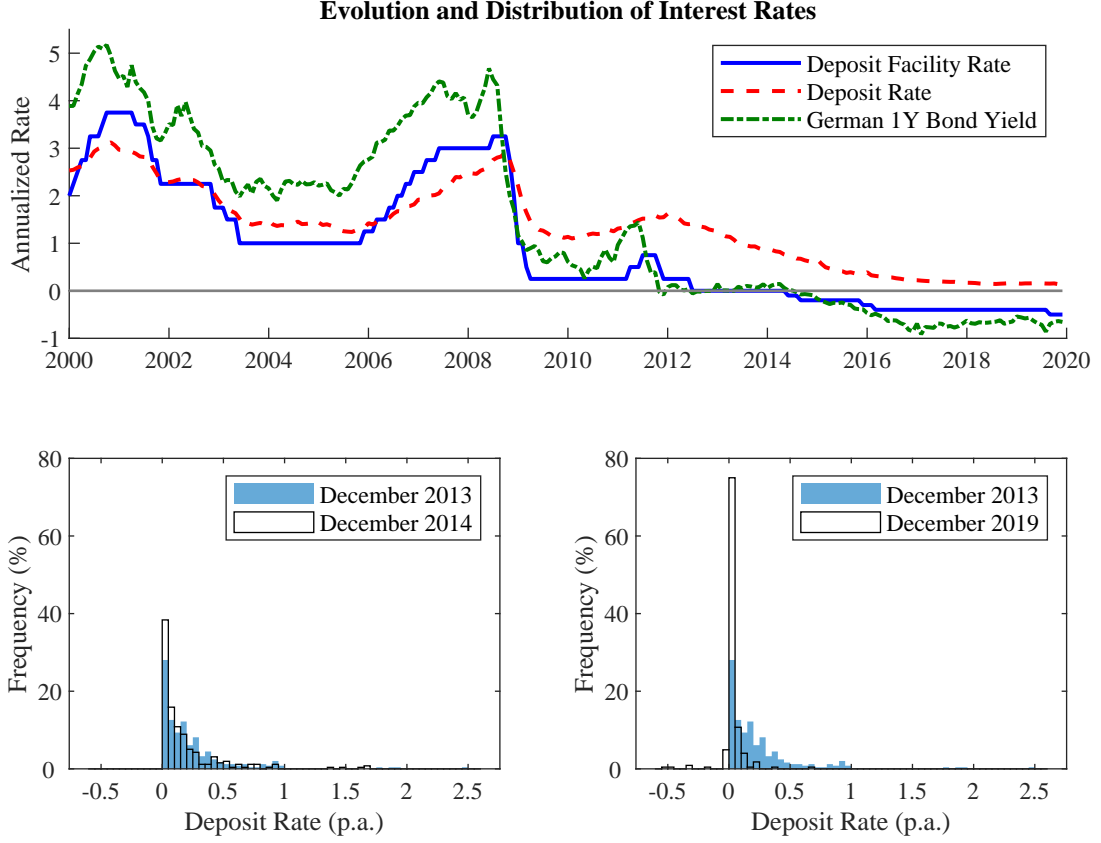 Evolution and Distribution of Interest Rates
Annualized Rate
5
4
3
2
1
0
-1
2000 2002 2004 2006 2008 2010 2012 2014 2016 2018 2020
Deposit Facility Rate
Deposit Rate
German 1Y Bond Yield
Frequency (%)
80
60
40
20
0
-0.5 0 0.5 1 1.5 2 2.5
Deposit Rate (p.a.)
December 2013
December 2014
Frequency (%)
80
60
40
20
0
-0.5 0 0.5 1 1.5 2 2.5
Deposit Rate (p.a.)
December 2013
December 2019